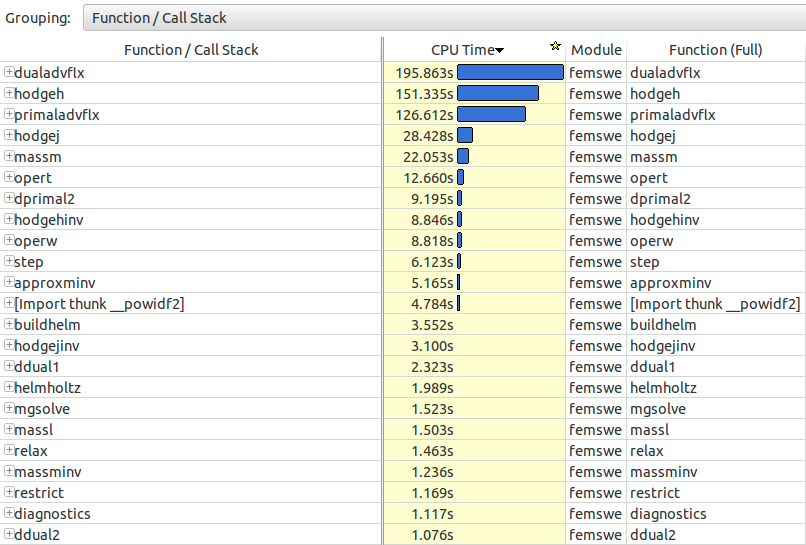 Grouping: Function / Call Stack
Function / Call Stack CPU Time Module Function (Full)
dualadvflx 195.863s femswe dualadvflx
hodgeh 151.335s femswe hodgeh
primaladvflx 126.612s femswe primaladvflx
hodgej 28.428s femswe hodgej
massm 22.053s femswe massm
opert 12.660s femswe opert
dprimal2 9.195s femswe dprimal2
hodgehinv 8.846s femswe hodgehinv
operw 8.818s femswe operw
step 6.123s femswe step
approxminv 5.165s femswe approxminv
[Import thunk __powidf2] 4.784s femswe [Import thunk __powidf2]
buildhelm 3.552s femswe buildhelm
hodgejinv 3.100s femswe hodgejinv
ddual1 2.323s femswe ddual1
helmholtz 1.989s femswe helmholtz
mgsolve 1.523s femswe mgsolve
massl 1.503s femswe massl
relax 1.463s femswe relax
massminv 1.236s femswe massminv
restrict 1.169s femswe restrict
diagnostics 1.117s femswe diagnostics
ddual2 1.076s femswe ddual2